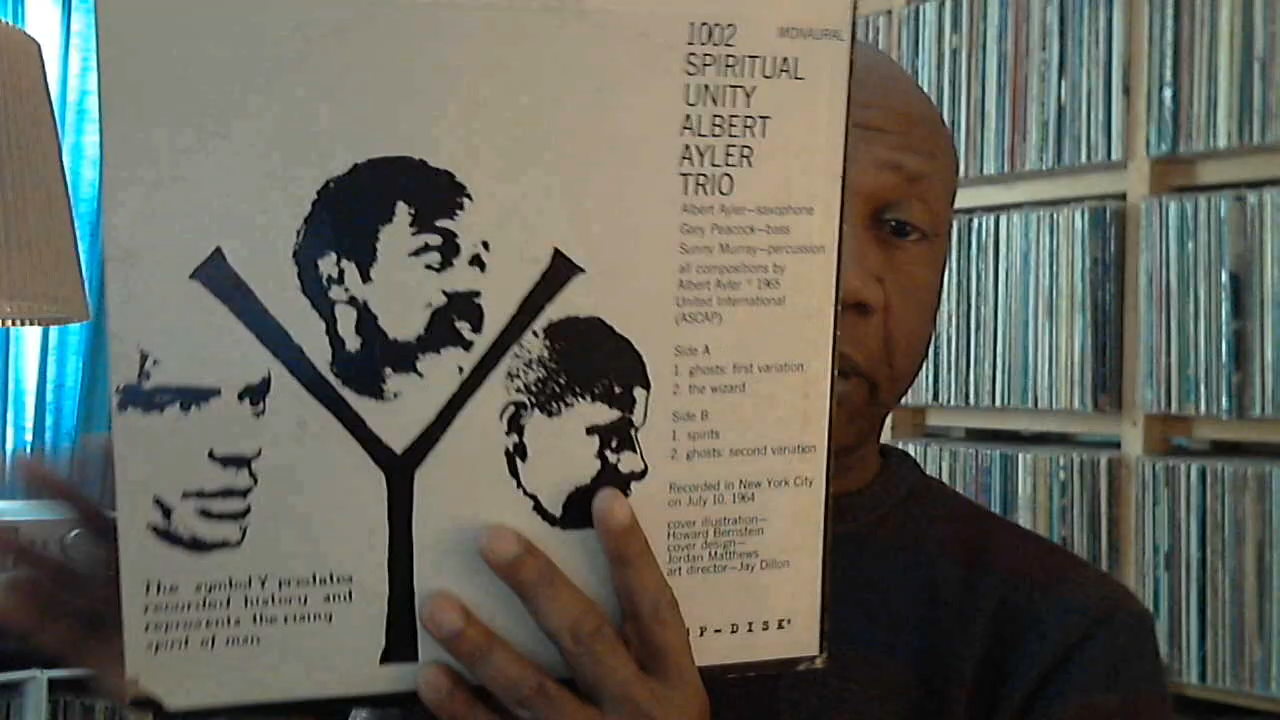 1002 MONAURAL
SPIRITUAL
UNITY
ALBERT
AYLER
TRIO
Albert Ayler—saxophone
Gary Peacock—bass
Sunny Murray—percussion
all compositions by
Albert Ayler © 1965
United International
(ASCAP)
Side A
1. ghosts: first variation
2. the wizard
Side B
1. spirits
2. ghosts: second variation
Recorded in New York City
on July 10, 1964
cover illustration—
Howard Bernstein
cover design—
Jordan Matthews
art director—Jay Dillon
P-DISK
The symbol Y predates
recorded history and
represents the rising
spirit of man